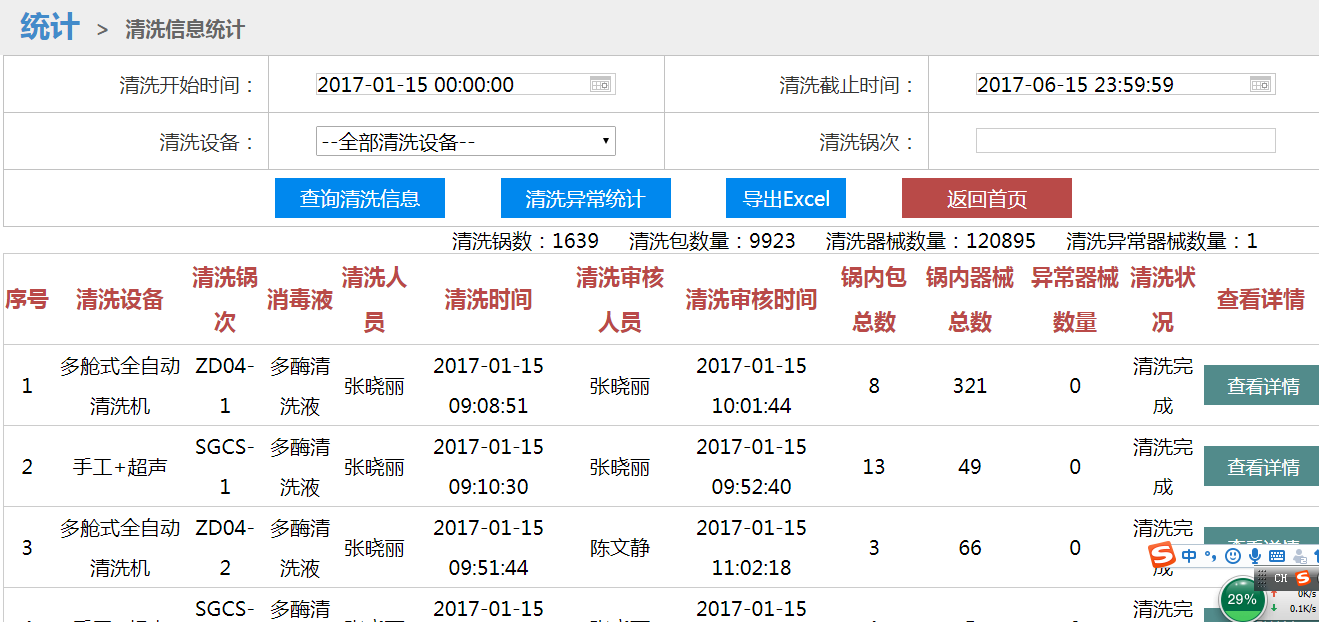 统计 > 清洗信息统计
清洗开始时间： 2017-01-15 00:00:00 清洗截止时间： 2017-06-15 23:59:59
清洗设备： --全部清洗设备-- 清洗锅次：
查询清洗信息 清洗异常统计 导出Excel 返回首页
清洗锅数：1639 清洗包数量：9923 清洗器械数量：120895 清洗异常器械数量：1
序号 清洗设备 清洗锅次 消毒液 清洗人员 清洗时间 清洗审核人员 清洗审核时间 锅内包总数 锅内器械总数 异常器械数量 清洗状况 查看详情
1 多舱式全自动清洗机 ZD04-1 多酶清洗液 张晓丽 2017-01-15 09:08:51 张晓丽 2017-01-15 10:01:44 8 321 0 清洗完成 查看详情
2 手工+超声 SGCS-1 多酶清洗液 张晓丽 2017-01-15 09:10:30 张晓丽 2017-01-15 09:52:40 13 49 0 清洗完成 查看详情
3 多舱式全自动清洗机 ZD04-2 多酶清洗液 张晓丽 2017-01-15 09:51:44 陈文静 2017-01-15 11:02:18 3 66 0 清洗完成
SGCS- 多酶清 2017-01-15 2017-01-15 清洗完
中
CH
29% 0K/s
0.1K/s